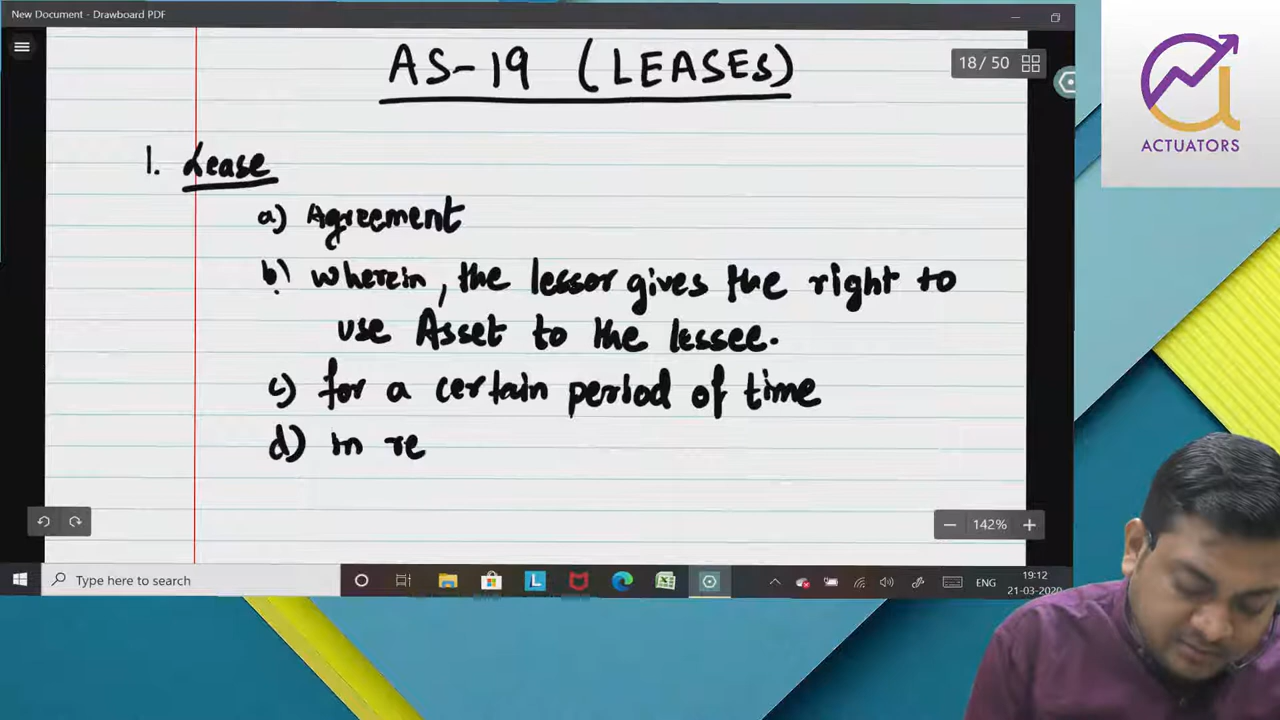 New Document - Drawboard PDF
AS-19 (LEASES)
18 / 50
ACTUATORS
1. Lease
a) Agreement
b) wherein, the lessor gives the right to
use Asset to the lessee.
c) for a certain period of time
d) in re
142%
Type here to search
ENG
19:12
21-03-2020